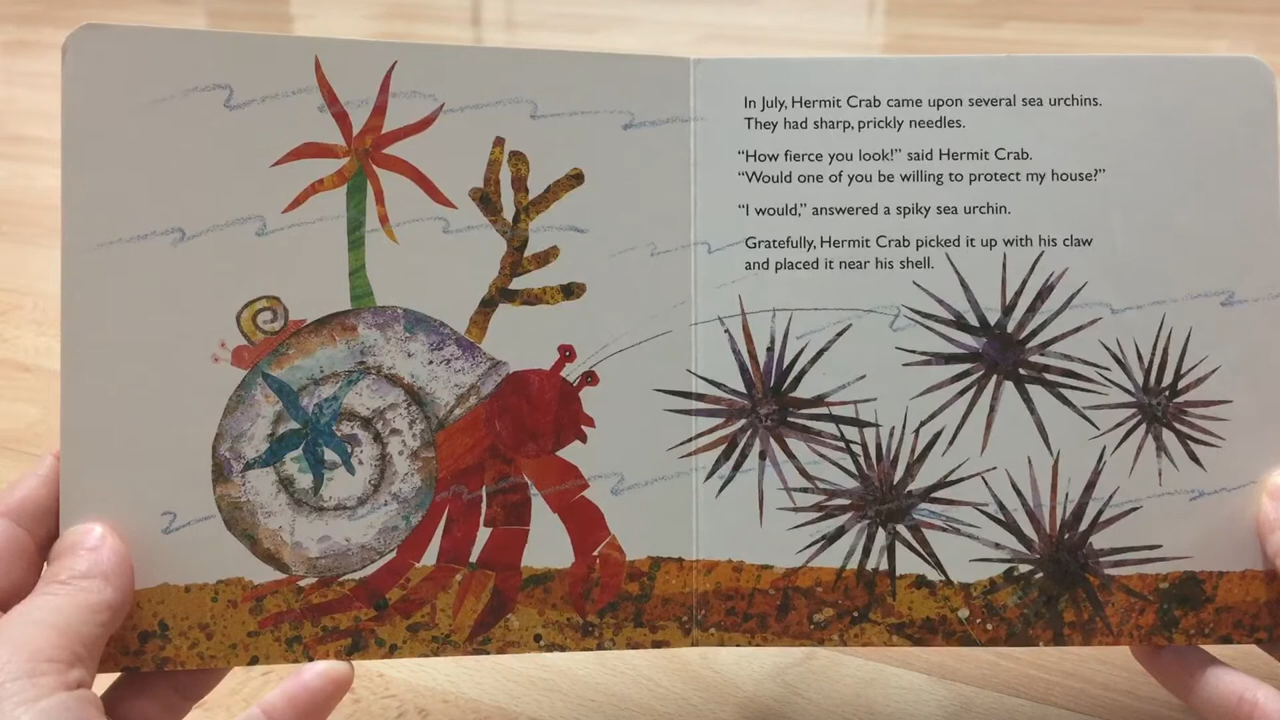 In July, Hermit Crab came upon several sea urchins.
They had sharp, prickly needles.
“How fierce you look!” said Hermit Crab.
“Would one of you be willing to protect my house?”
“I would,” answered a spiky sea urchin.
Gratefully, Hermit Crab picked it up with his claw
and placed it near his shell.